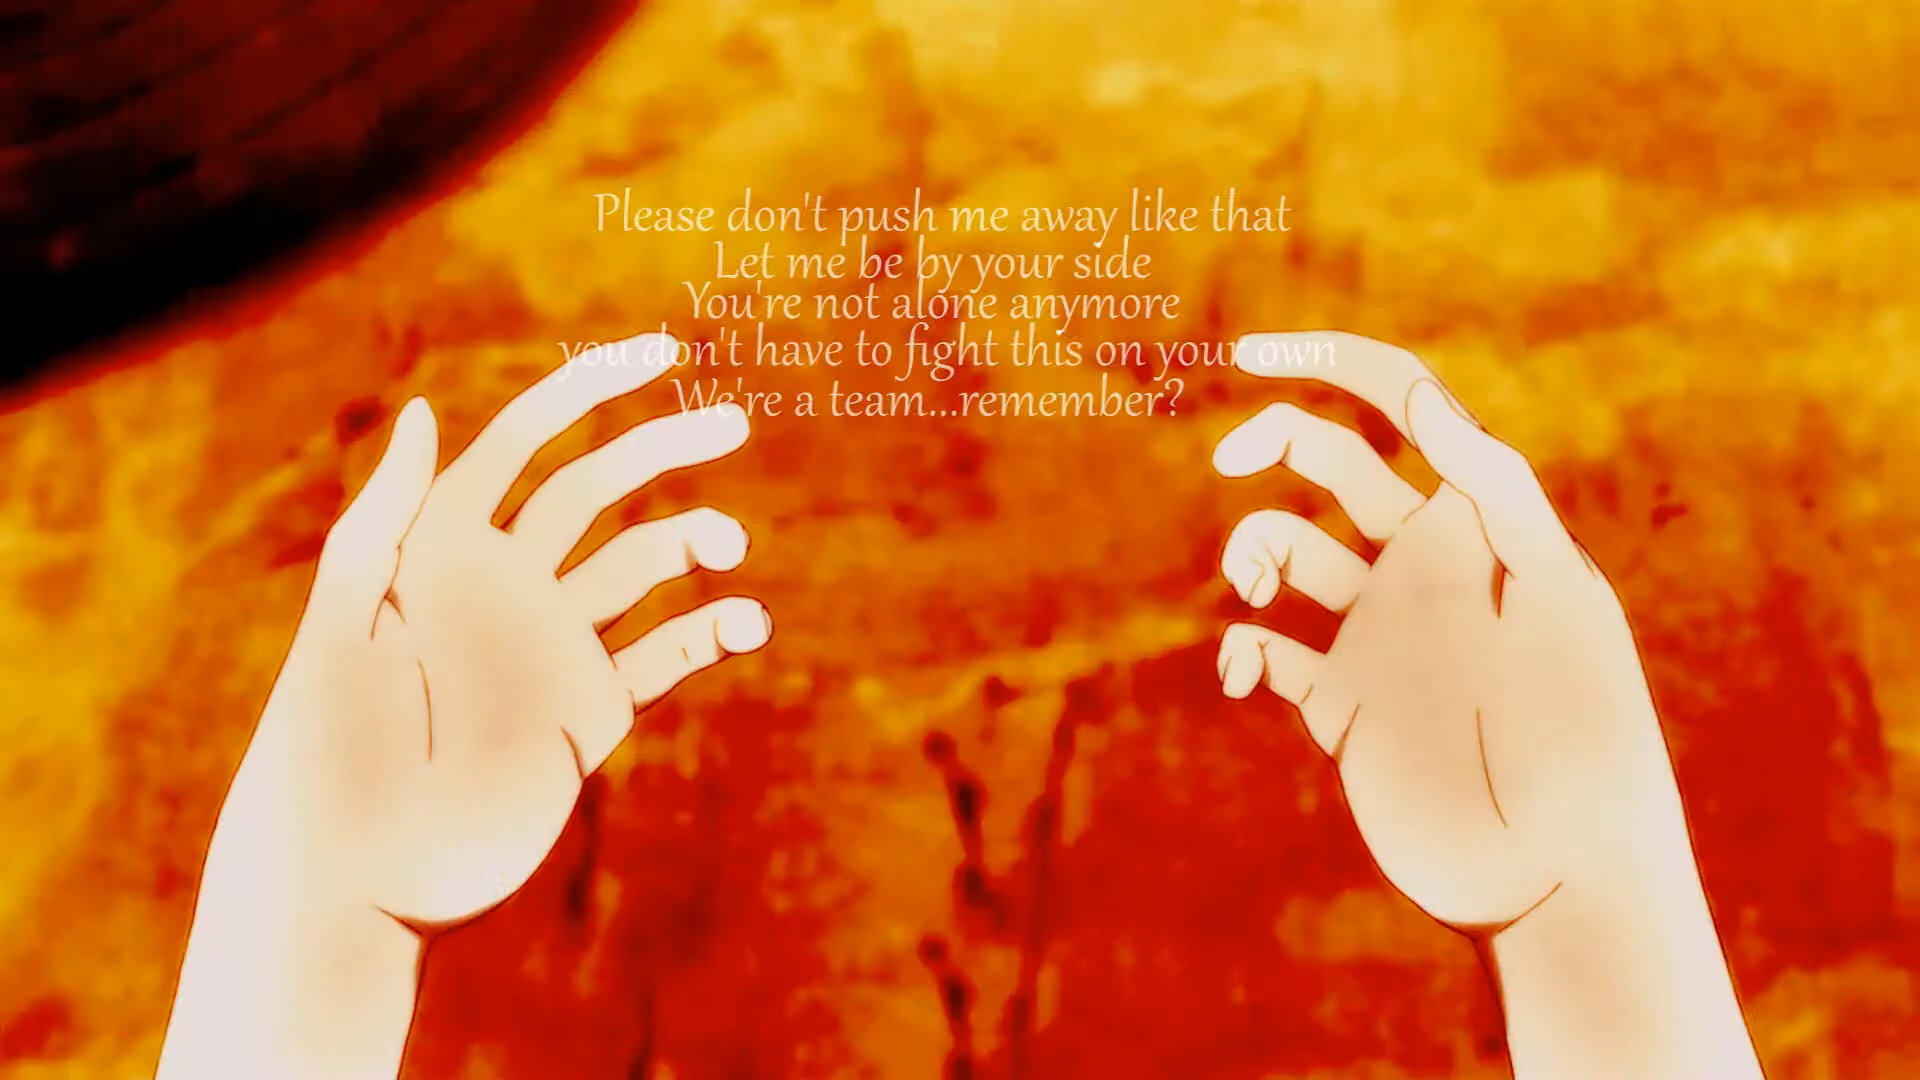 Please don't push me away like that
Let me be by your side
You're not alone anymore
you don't have to fight this on your own
We're a team...remember?